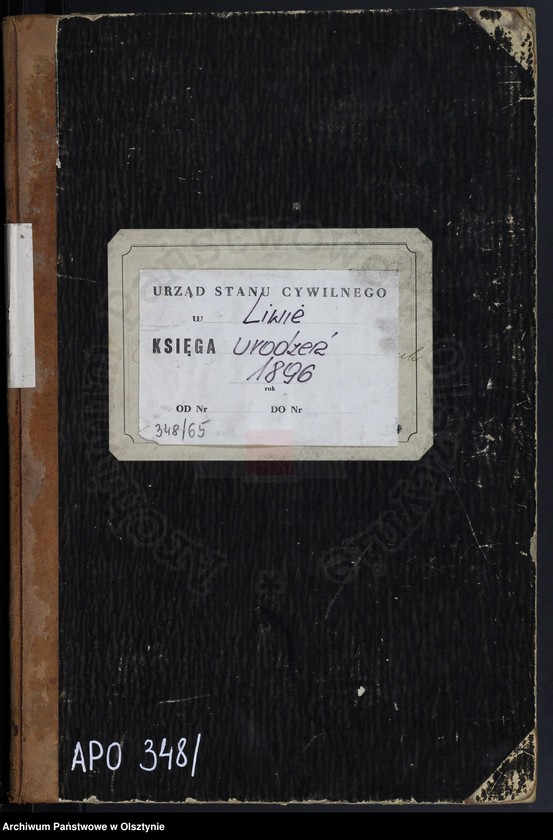 URZĄD STANU CYWILNEGO
w Liwie
KSIĘGA urodzeń
1896
rok
OD Nr DO Nr
348/65
APO 348/
Archiwum Państwowe w Olsztynie